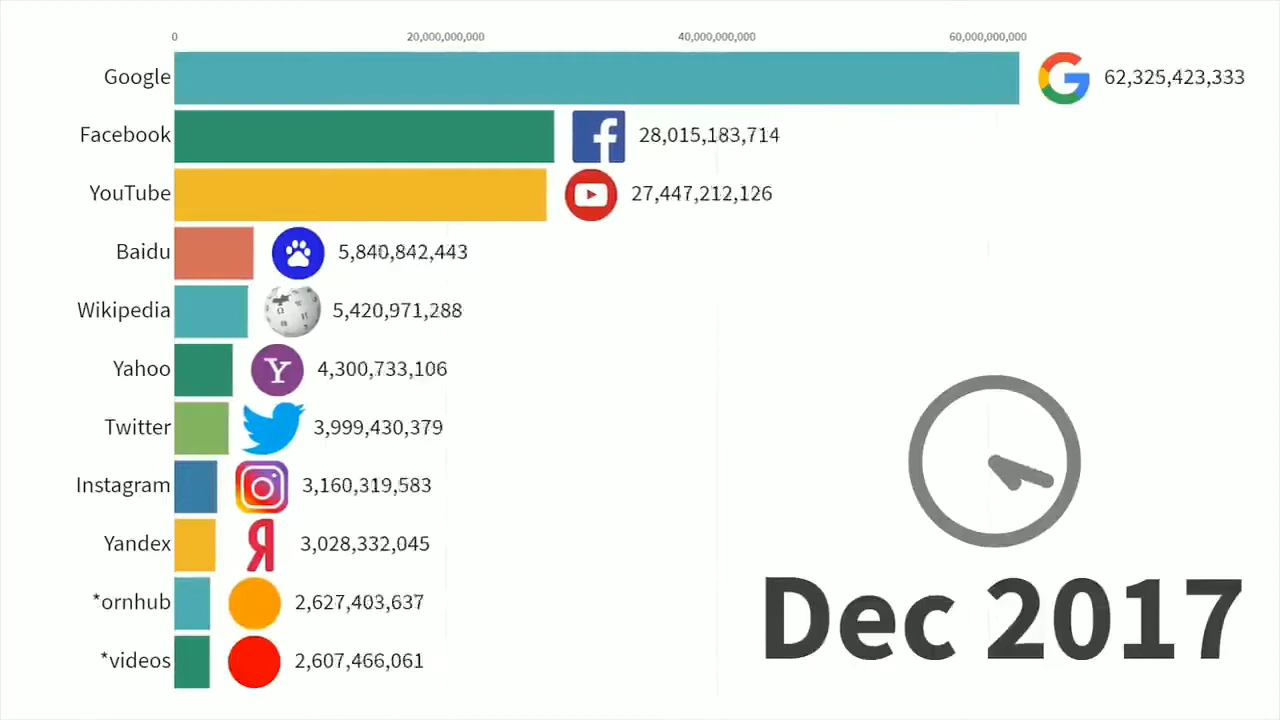 0 20,000,000,000 40,000,000,000 60,000,000,000
Google 62,325,423,333
Facebook 28,015,183,714
YouTube 27,447,212,126
Baidu 5,840,842,443
Wikipedia 5,420,971,288
Yahoo 4,300,733,106
Twitter 3,999,430,379
Instagram 3,160,319,583
Yandex Я 3,028,332,045
*ornhub 2,627,403,637
*videos 2,607,466,061
Dec 2017